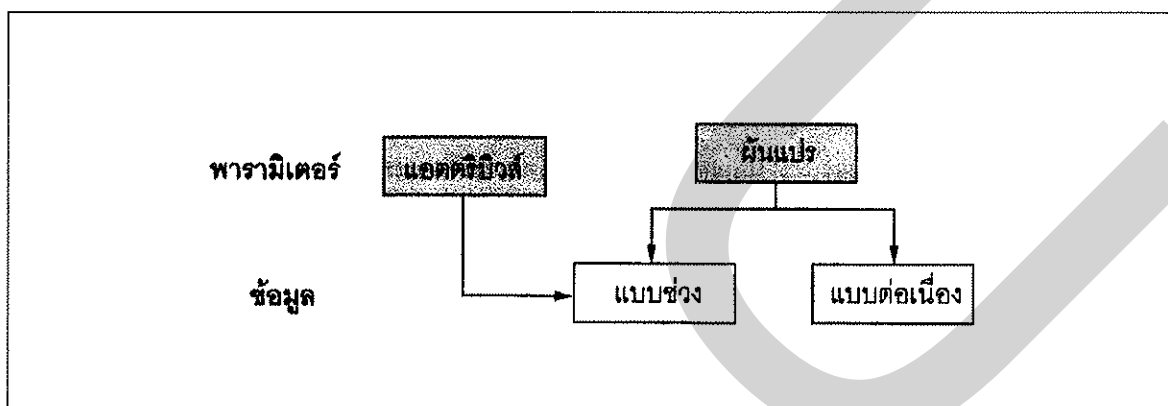 พารามิเตอร์ แอตตริบิวส์ ผันแปร
ข้อมูล แบบช่วง แบบต่อเนื่อง